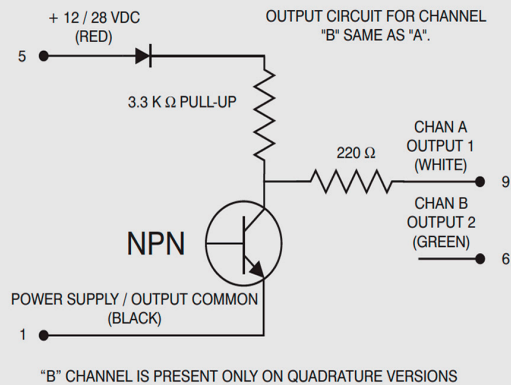 + 12 / 28 VDC
(RED)
OUTPUT CIRCUIT FOR CHANNEL
"B" SAME AS "A".
5
3.3 K Ω PULL-UP
220 Ω
CHAN A
OUTPUT 1
(WHITE)
9
CHAN B
OUTPUT 2
(GREEN)
6
NPN
POWER SUPPLY / OUTPUT COMMON
(BLACK)
1
“B” CHANNEL IS PRESENT ONLY ON QUADRATURE VERSIONS